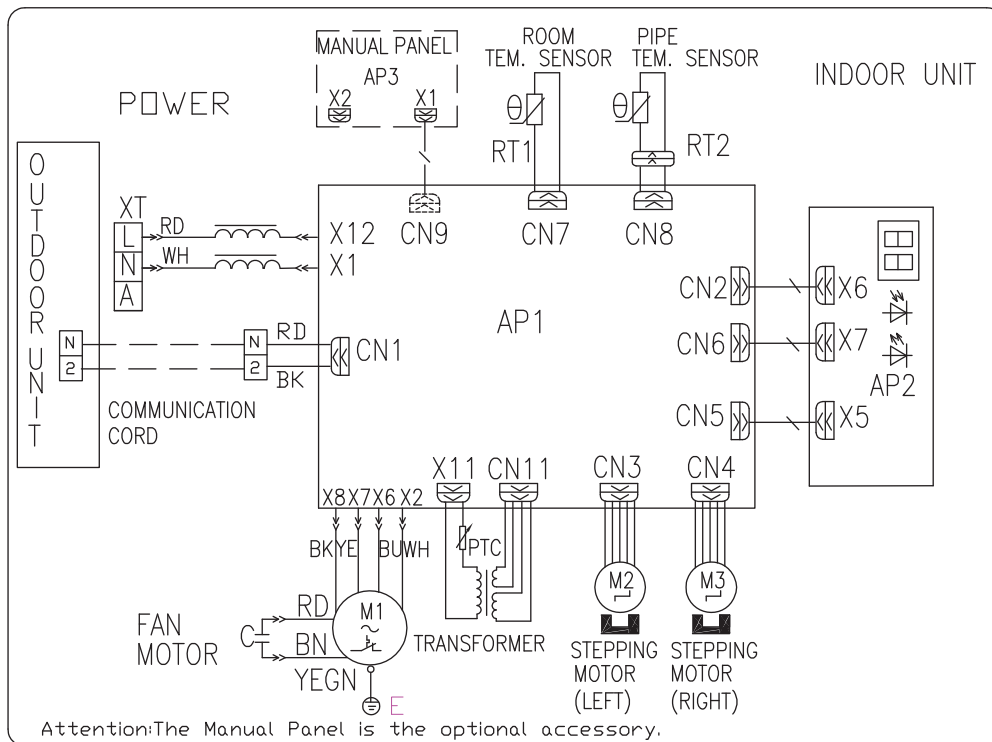 MANUAL PANEL
AP3
X2 X1
ROOM
TEM. SENSOR
PIPE
TEM. SENSOR
INDOOR UNIT
POWER
θ
θ
RT1
RT2
OUTDOOR UNIT
XT
L
N
A
RD
WH
X12
X1
CN9
CN7
CN8
AP1
CN2
X6
CN6
X7
CN5
X5
AP2
N
2
N
2
RD
BK
CN1
COMMUNICATION
CORD
X11
CN11
CN3
CN4
X8 X7 X6 X2
BK YE BU WH
PTC
TRANSFORMER
M1
M2
M3
FAN
MOTOR
C
RD
BN
YEGN
E
STEPPING
MOTOR
(LEFT)
STEPPING
MOTOR
(RIGHT)
Attention:The Manual Panel is the optional accessory.